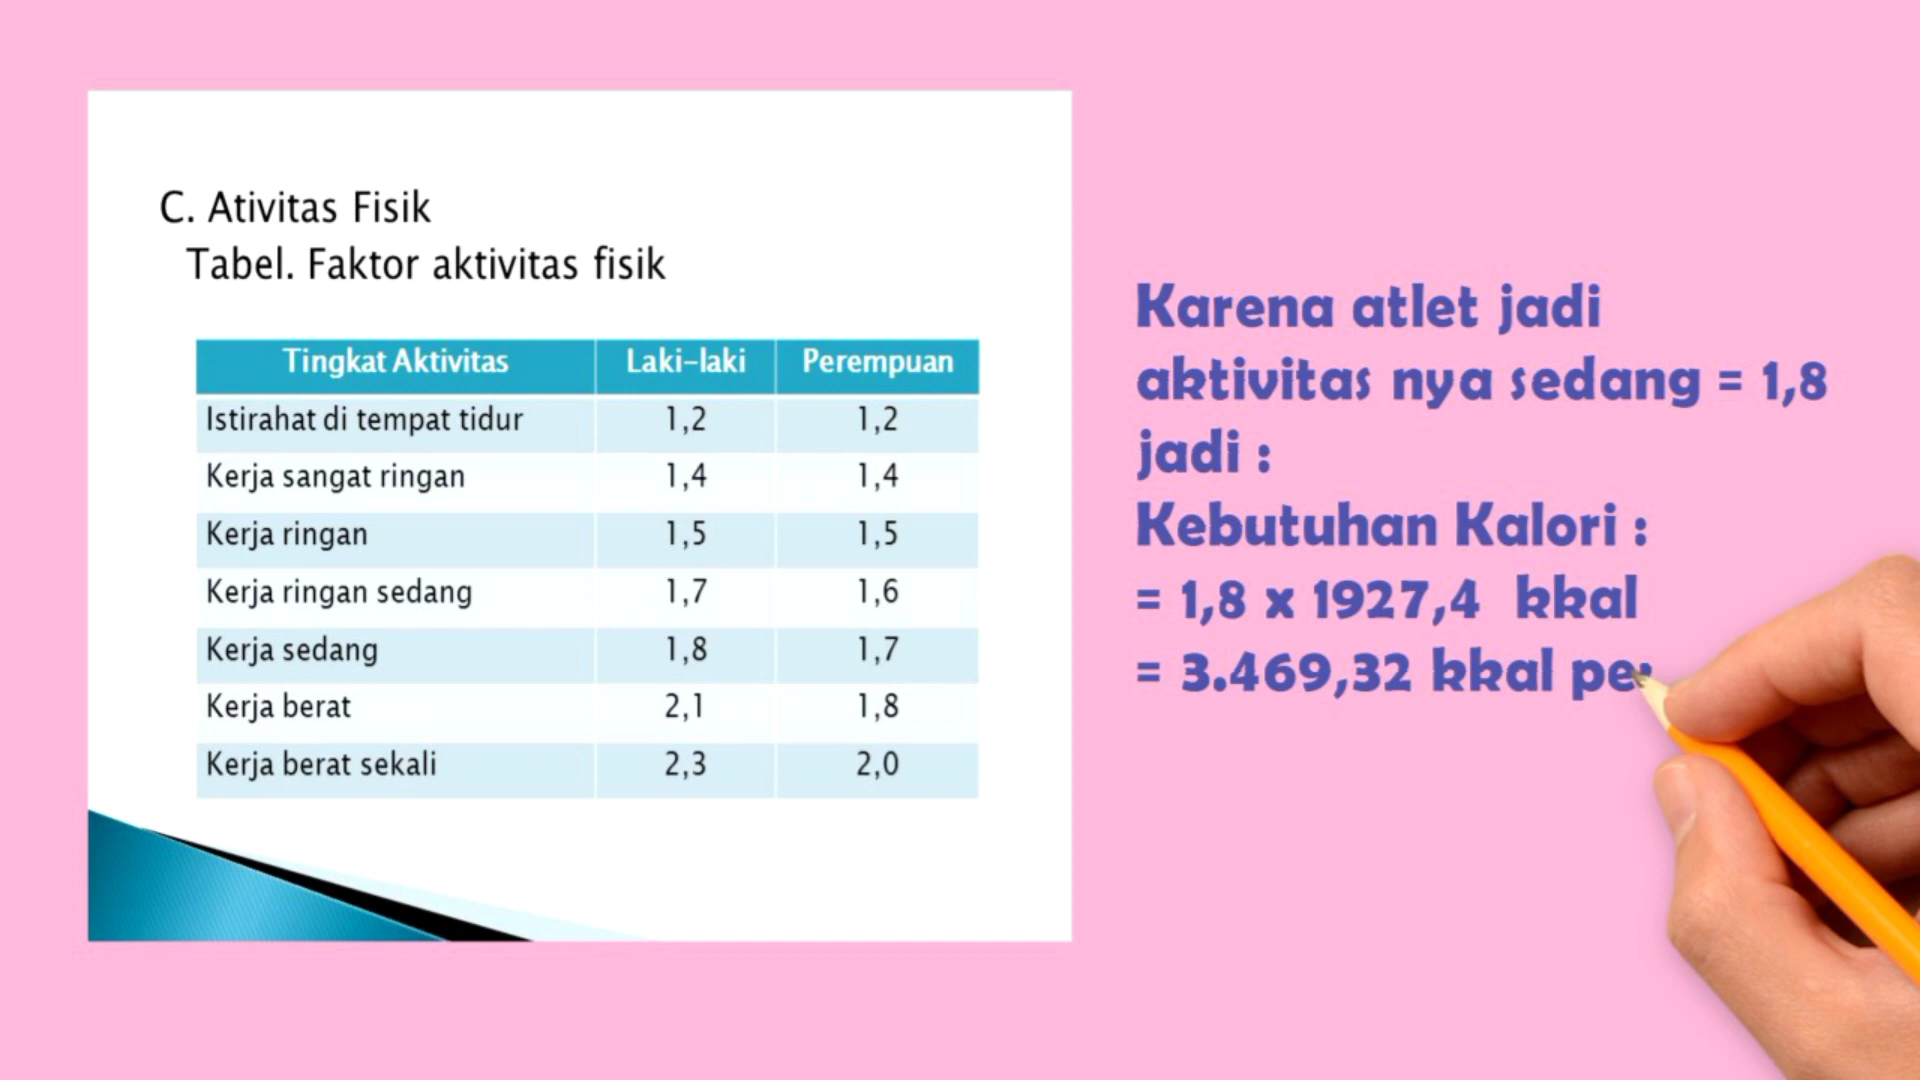 C. Ativitas Fisik
Tabel. Faktor aktivitas fisik
Tingkat Aktivitas Laki-laki Perempuan
Istirahat di tempat tidur 1,2 1,2
Kerja sangat ringan 1,4 1,4
Kerja ringan 1,5 1,5
Kerja ringan sedang 1,7 1,6
Kerja sedang 1,8 1,7
Kerja berat 2,1 1,8
Kerja berat sekali 2,3 2,0
Karena atlet jadi
aktivitas nya sedang = 1,8
jadi :
Kebutuhan Kalori :
= 1,8 x 1927,4 kkal
= 3.469,32 kkal